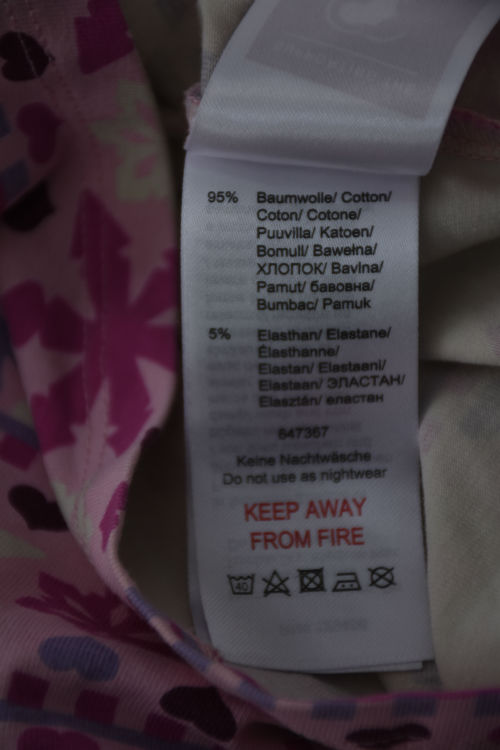 95% Baumwolle/ Cotton/
Coton/ Cotone/
Puuvilla/ Katoen/
Bomull/ Bawełna/
ХЛОПОК/ Bavlna/
Pamut/ бавовна/
Bumbac/ Pamuk
5% Elasthan/ Elastane/
Élasthanne/
Elastan/ Elastaani/
Elastaan/ ЭЛАСТАН/
Elasztán/ еластан
647367
Keine Nachtwäsche
Do not use as nightwear
KEEP AWAY
FROM FIRE
40